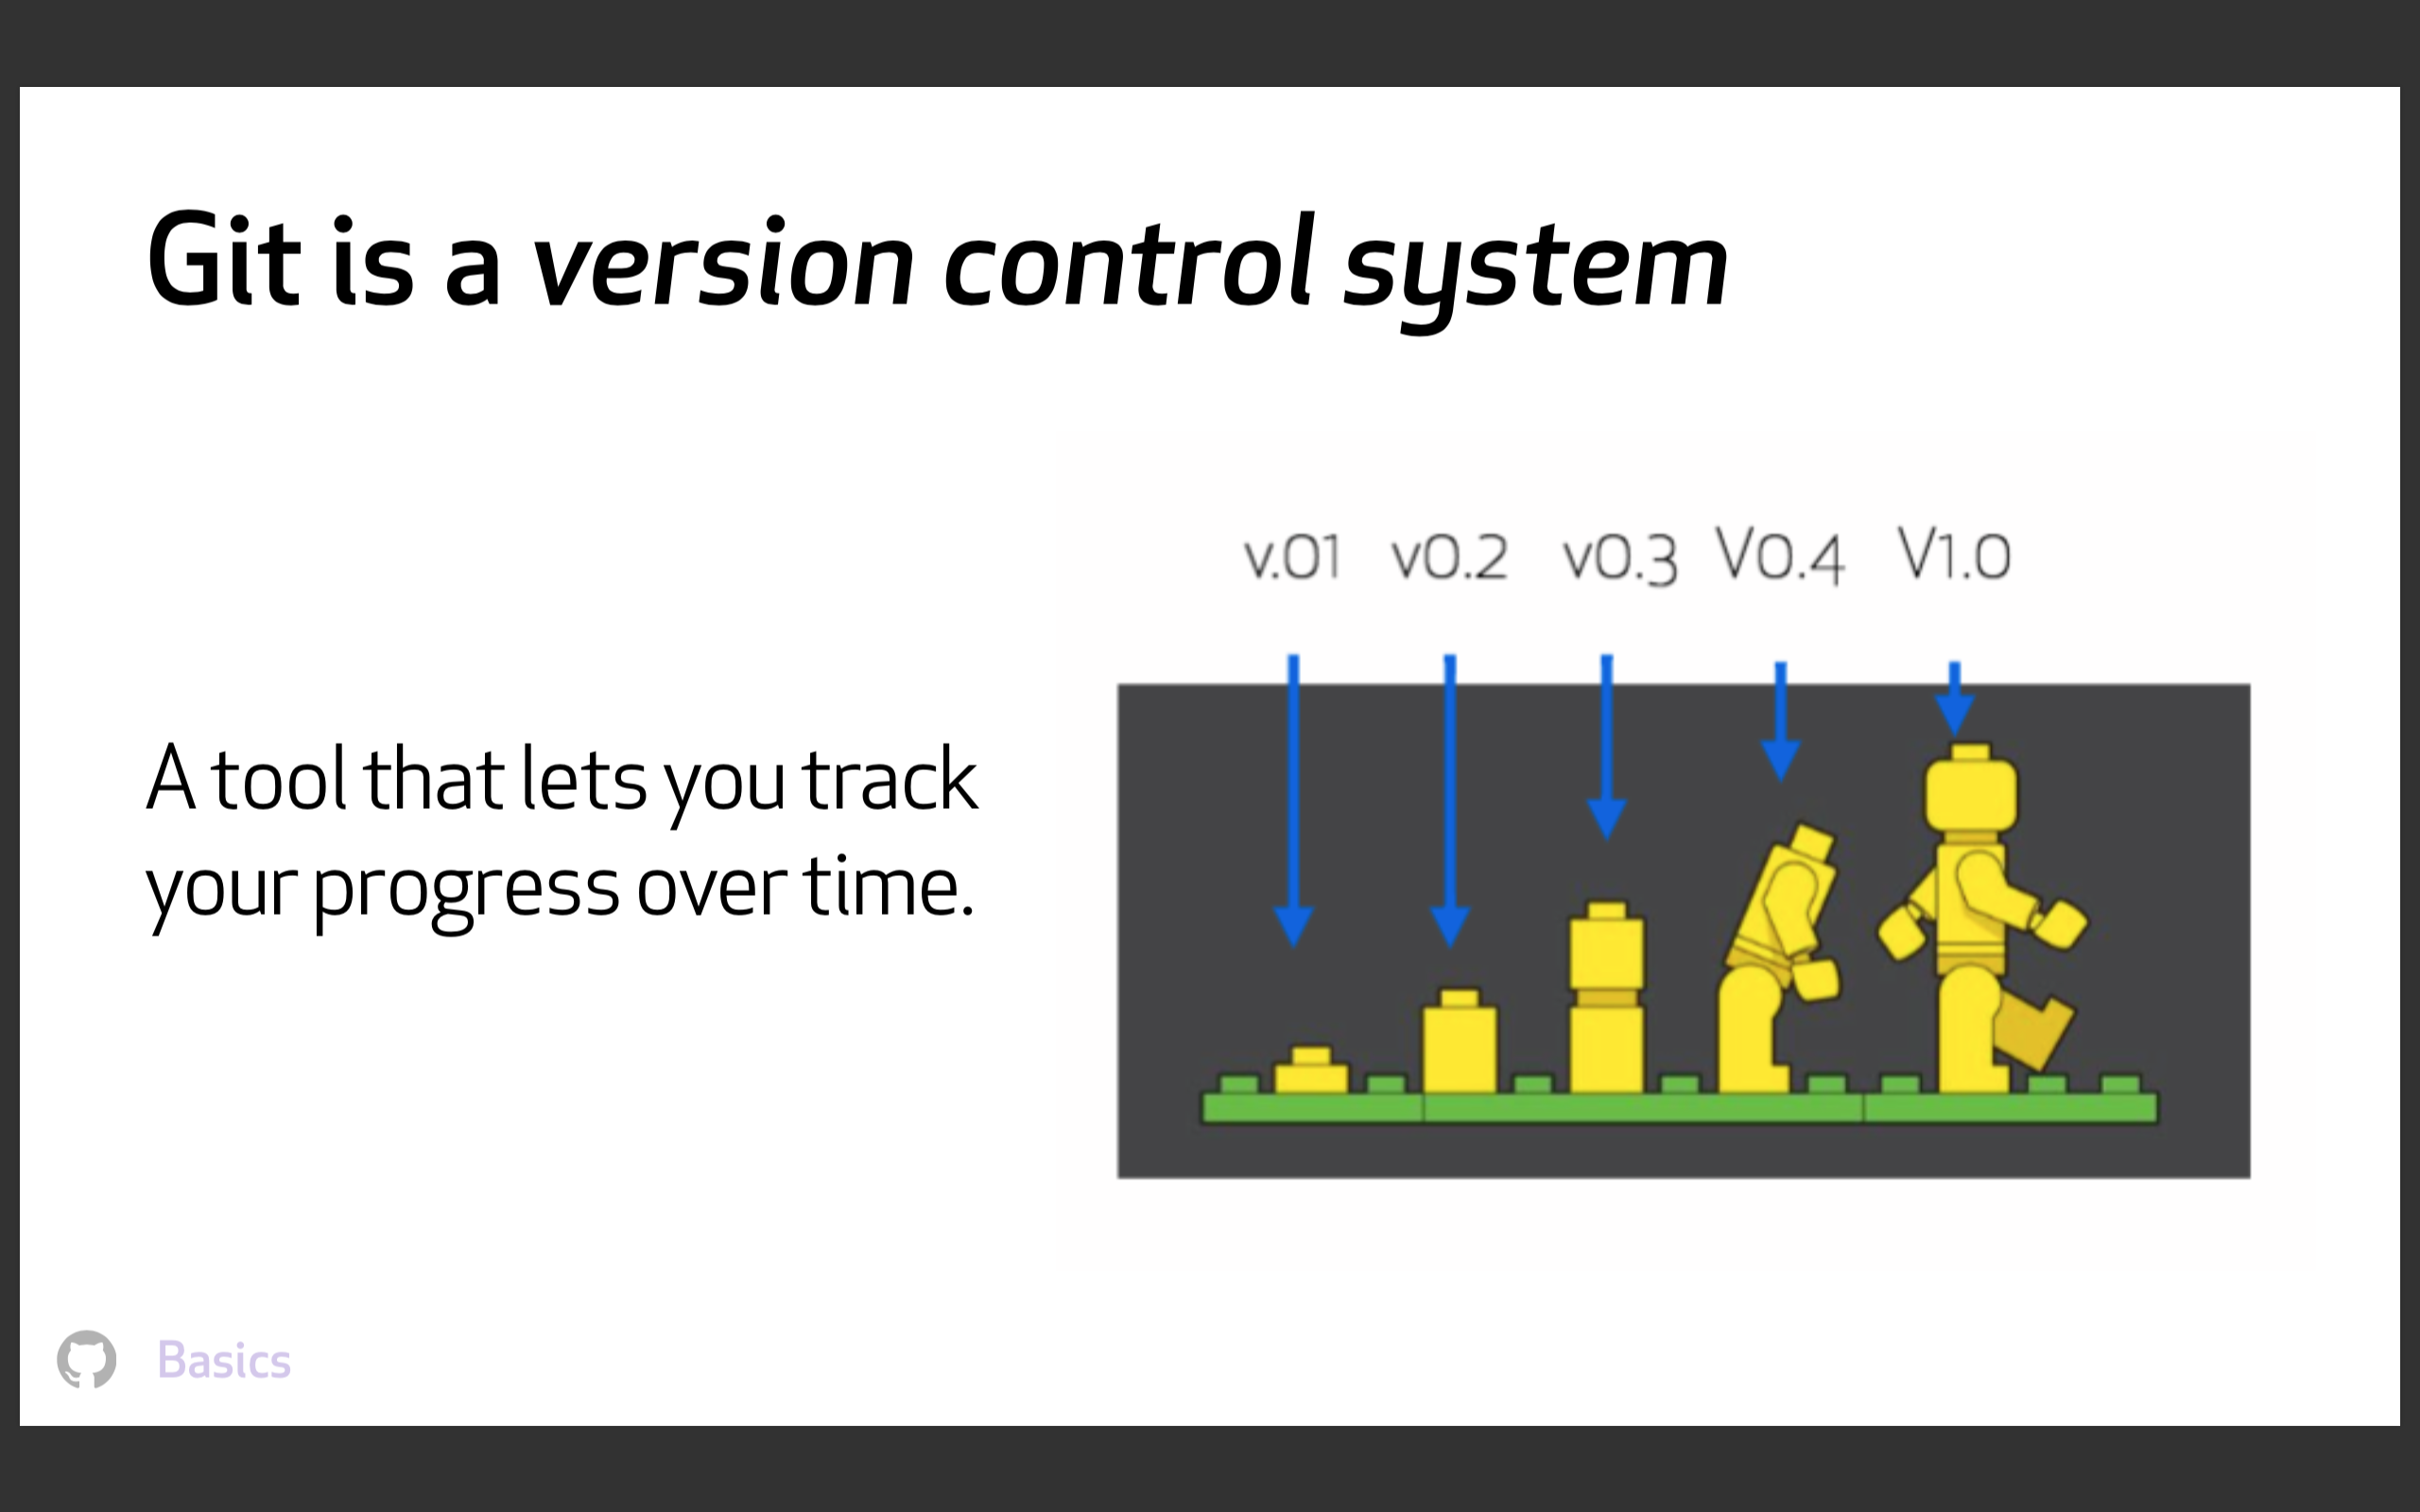 Git is a version control system
v.01 v0.2 v0.3 V0.4 V1.0
A tool that lets you track
your progress over time.
Basics